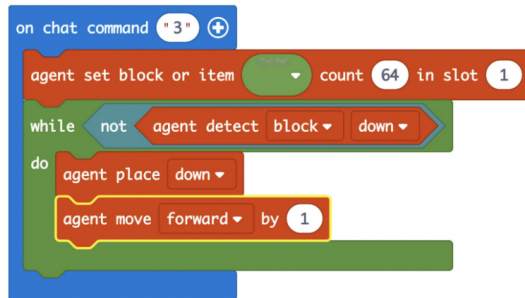 on chat command "3"
agent set block or item count 64 in slot 1
while not agent detect block down
do
agent place down
agent move forward by 1